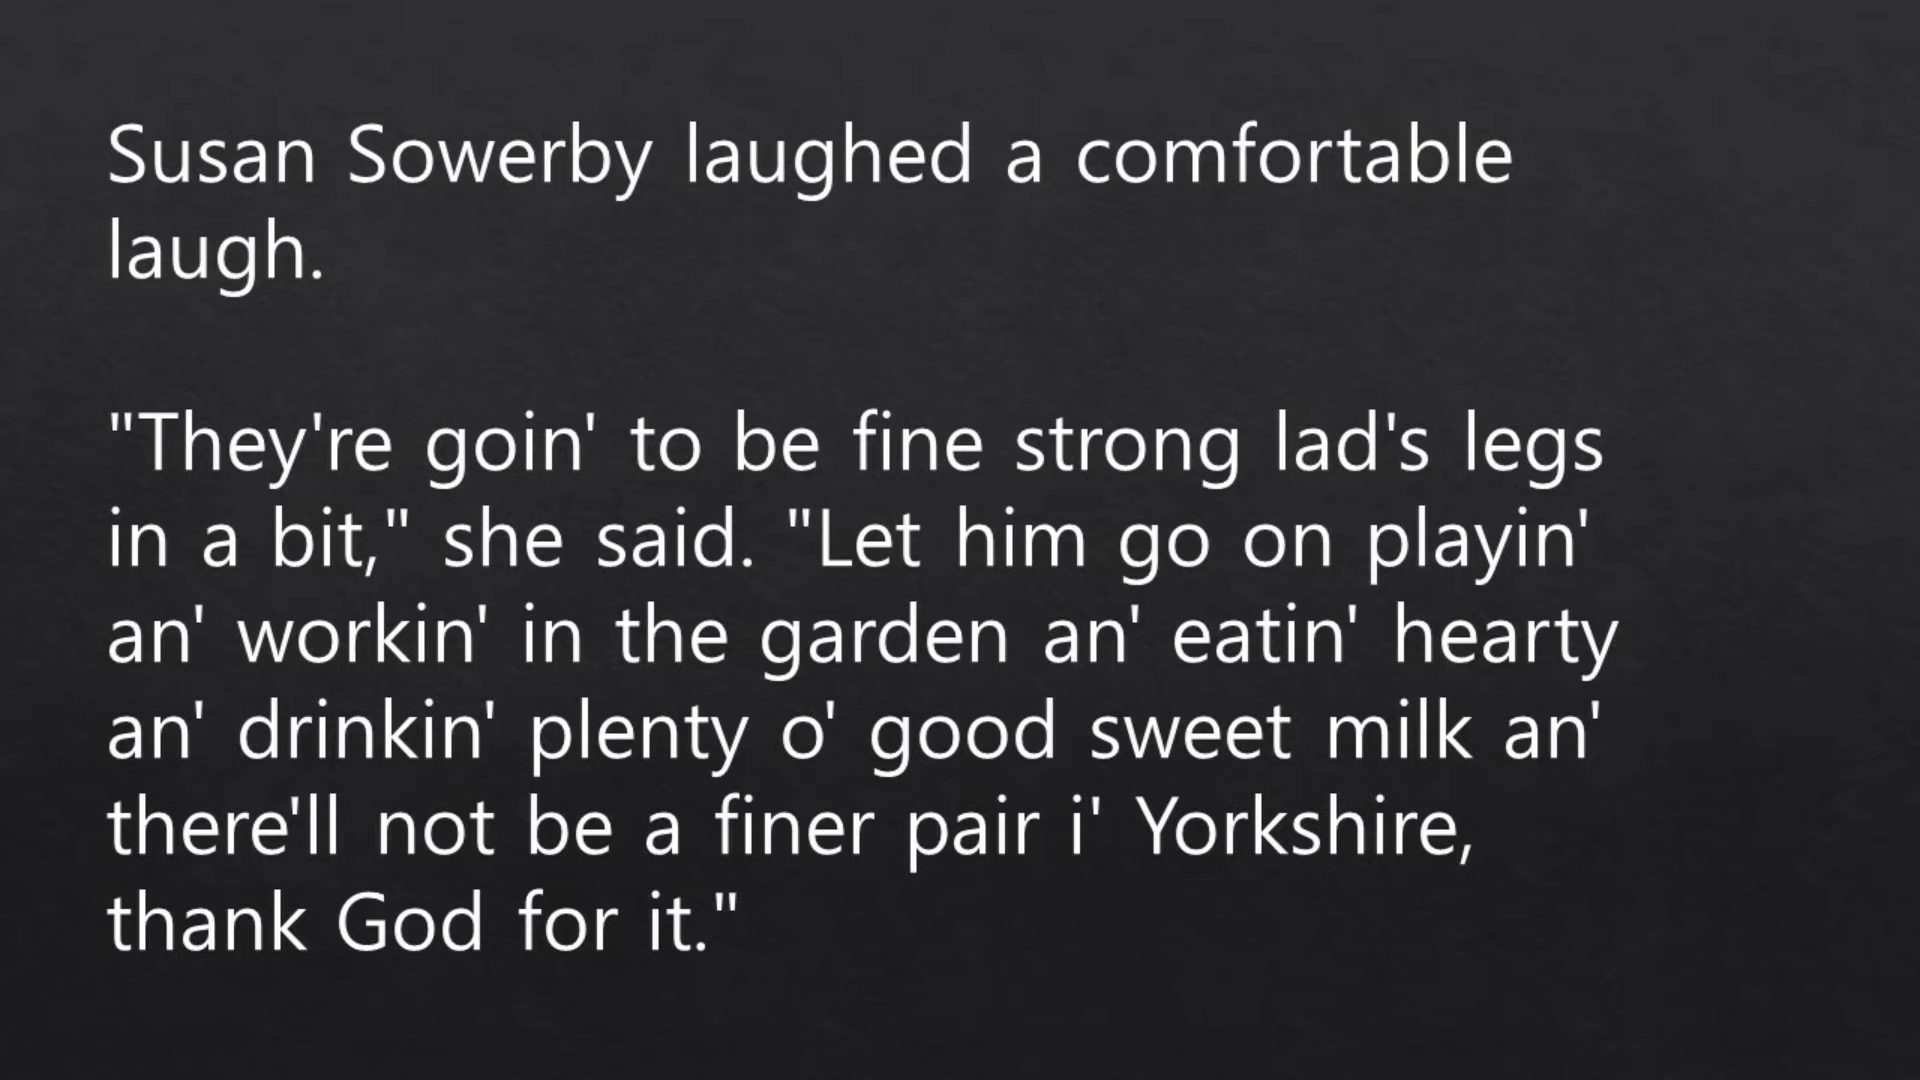 Susan Sowerby laughed a comfortable
laugh.
"They're goin' to be fine strong lad's legs
in a bit," she said. "Let him go on playin'
an' workin' in the garden an' eatin' hearty
an' drinkin' plenty o' good sweet milk an'
there'll not be a finer pair i' Yorkshire,
thank God for it."